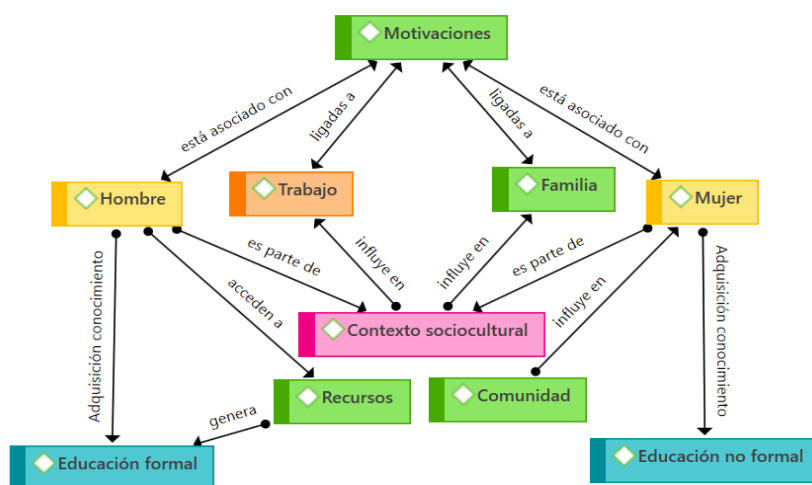 Motivaciones
está asociado con
ligadas a
ligadas a
está asociado con
Hombre
Trabajo
Familia
Mujer
Adquisición conocimiento
es parte de
influye en
influye en
es parte de
Adquisición conocimiento
acceden a
influye en
Contexto sociocultural
Recursos
Comunidad
genera
Educación formal
Educación no formal